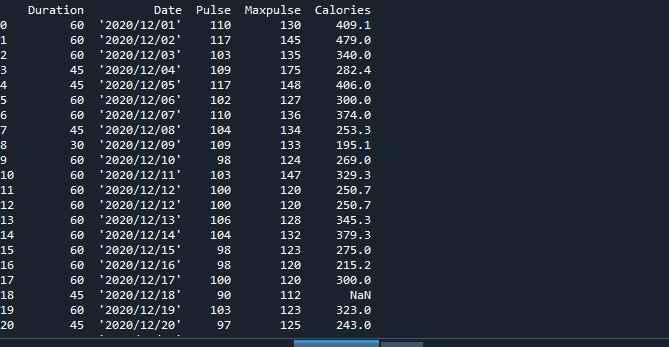 Duration Date Pulse Maxpulse Calories
0 60 '2020/12/01' 110 130 409.1
1 60 '2020/12/02' 117 145 479.0
2 60 '2020/12/03' 103 135 340.0
3 45 '2020/12/04' 109 175 282.4
4 45 '2020/12/05' 117 148 406.0
5 60 '2020/12/06' 102 127 300.0
6 60 '2020/12/07' 110 136 374.0
7 45 '2020/12/08' 104 134 253.3
8 30 '2020/12/09' 109 133 195.1
9 60 '2020/12/10' 98 124 269.0
10 60 '2020/12/11' 103 147 329.3
11 60 '2020/12/12' 100 120 250.7
12 60 '2020/12/12' 100 120 250.7
13 60 '2020/12/13' 106 128 345.3
14 60 '2020/12/14' 104 132 379.3
15 60 '2020/12/15' 98 123 275.0
16 60 '2020/12/16' 98 120 215.2
17 60 '2020/12/17' 100 120 300.0
18 45 '2020/12/18' 90 112 NaN
19 60 '2020/12/19' 103 123 323.0
20 45 '2020/12/20' 97 125 243.0